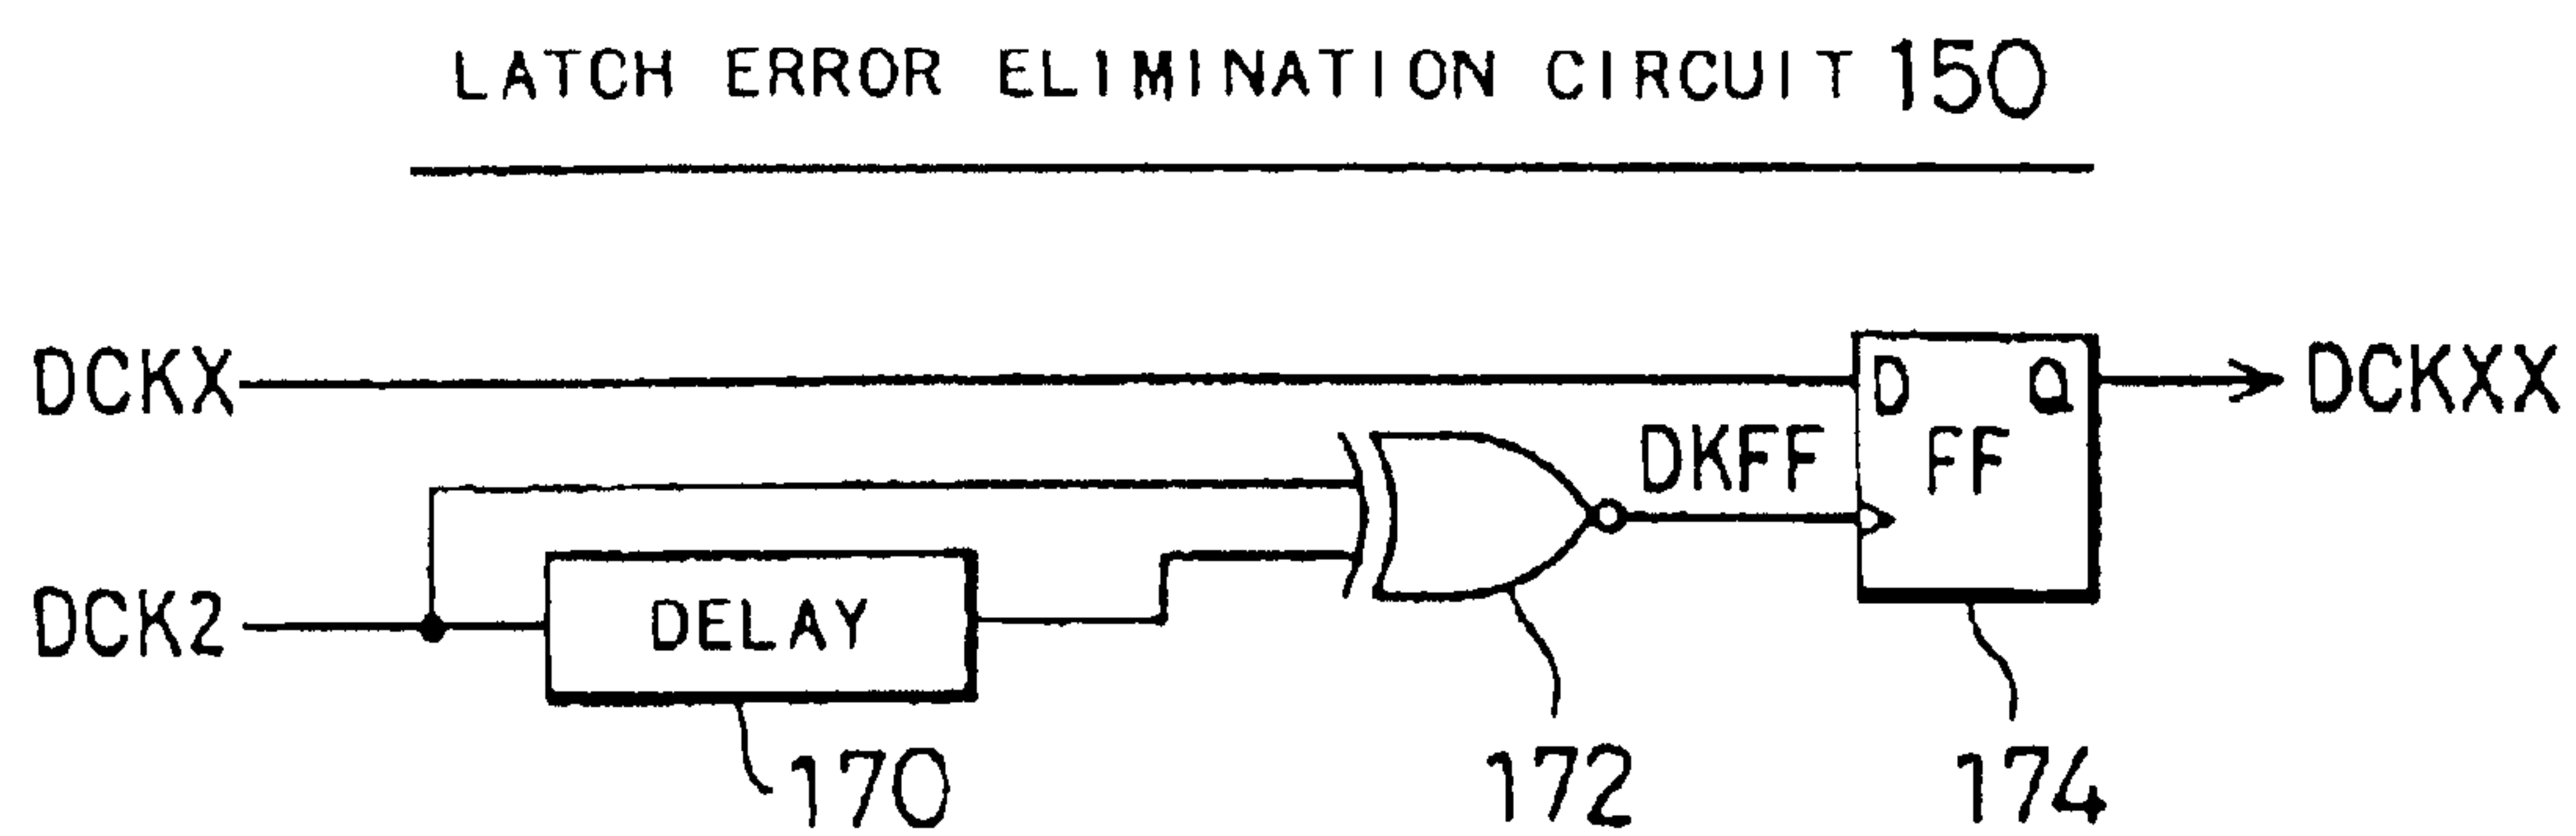 LATCH ERROR ELIMINATION CIRCUIT 150
DCKX
D Q
DCKXX
DKFF
FF
DCK2
DELAY
170
172
174